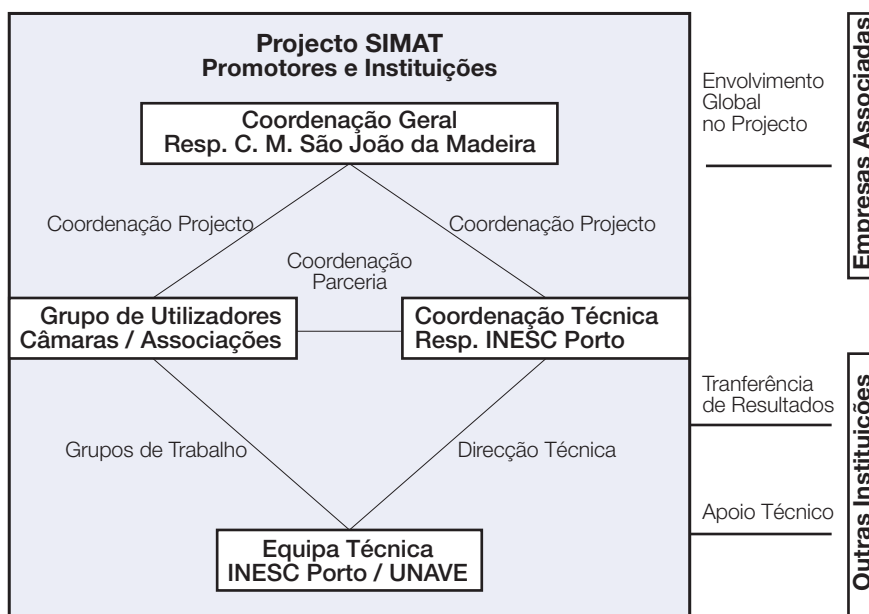 Projecto SIMAT
Promotores e Instituições
Coordenação Geral
Resp. C. M. São João da Madeira
Coordenação Projecto
Coordenação Projecto
Coordenação
Parceria
Grupo de Utilizadores
Câmaras / Associações
Coordenação Técnica
Resp. INESC Porto
Grupos de Trabalho
Direcção Técnica
Equipa Técnica
INESC Porto / UNAVE
Envolvimento
Global
no Projecto
Empresas Associadas
Tranferência
de Resultados
Apoio Técnico
Outras Instituições